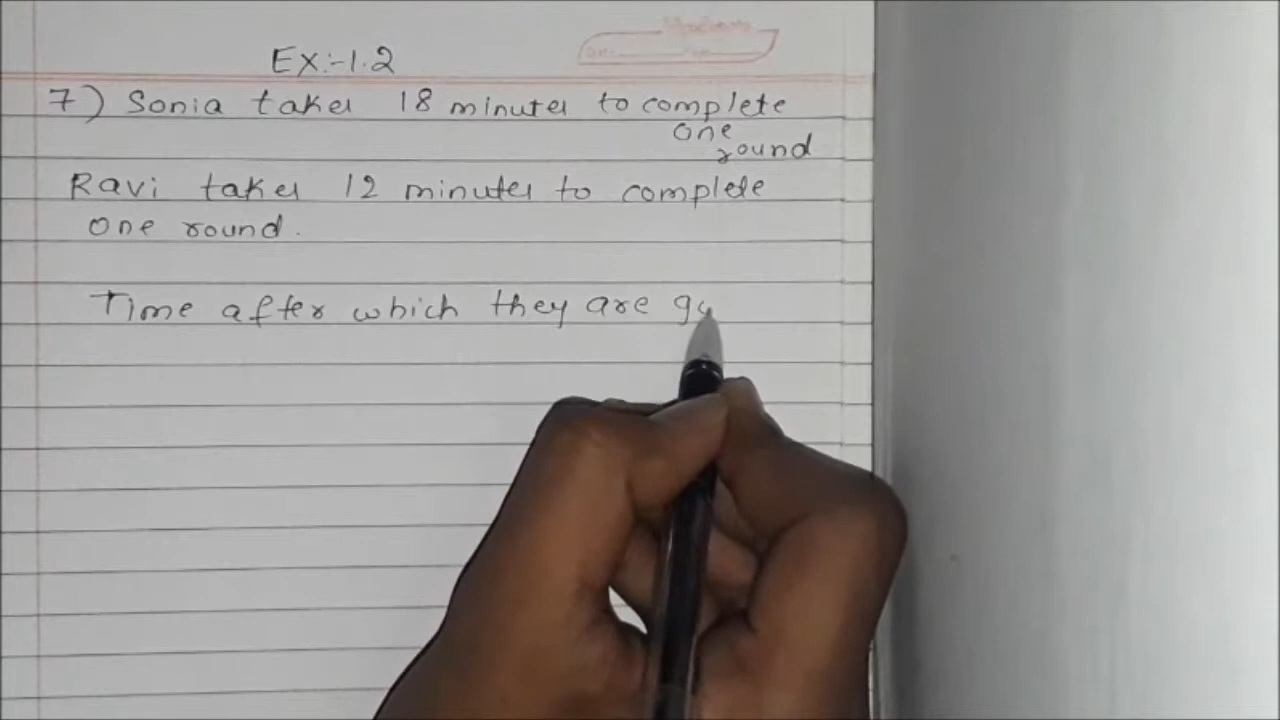 Ex:-1.2
7) Sonia takes 18 minutes to complete
one
round
Ravi takes 12 minutes to complete
one round.
Time after which they are